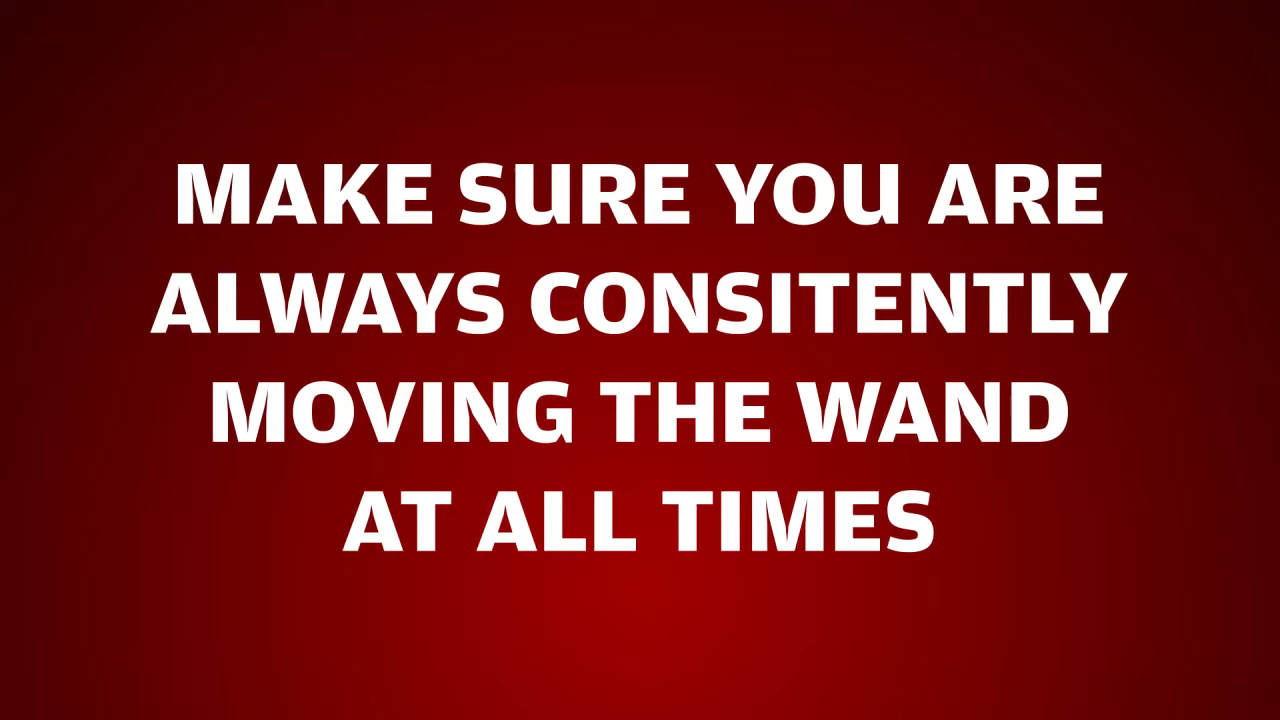 MAKE SURE YOU ARE
ALWAYS CONSITENTLY
MOVING THE WAND
AT ALL TIMES